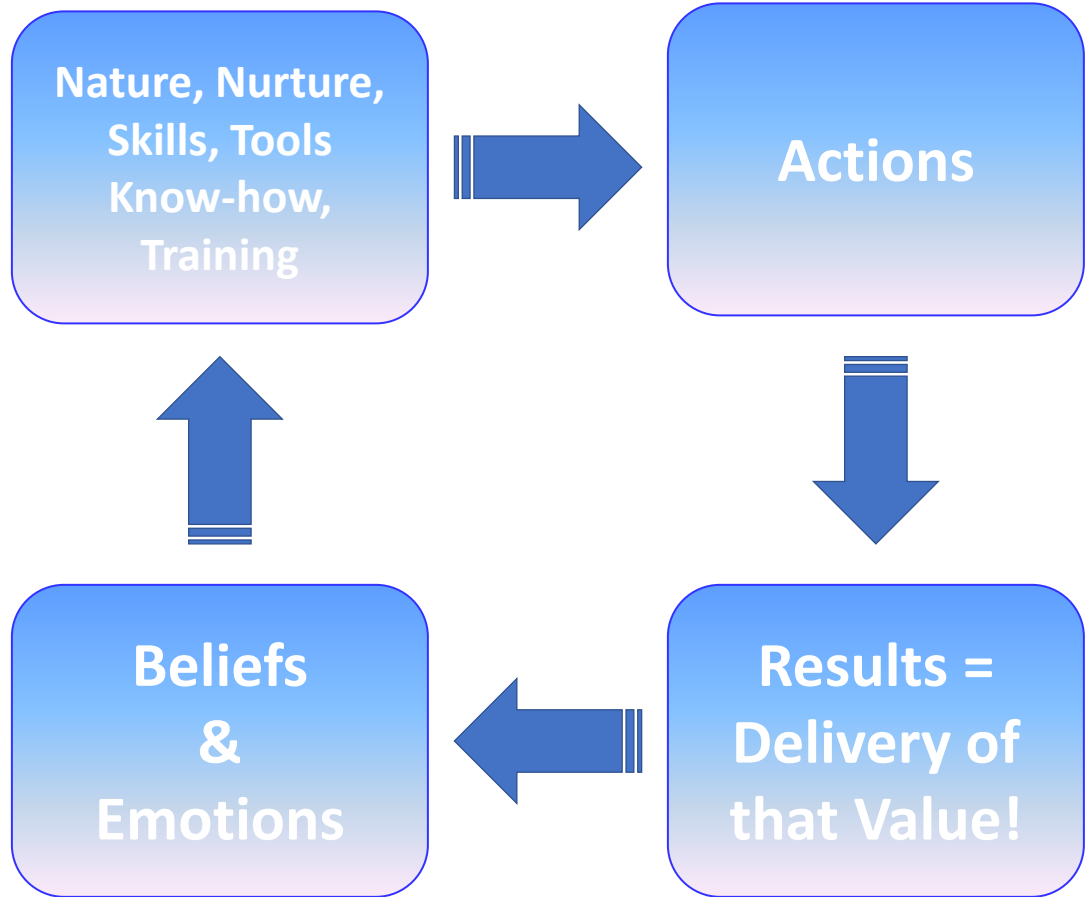 Nature, Nurture,
Skills, Tools
Know-how,
Training
Actions
Beliefs
&
Emotions
Results =
Delivery of
that Value!